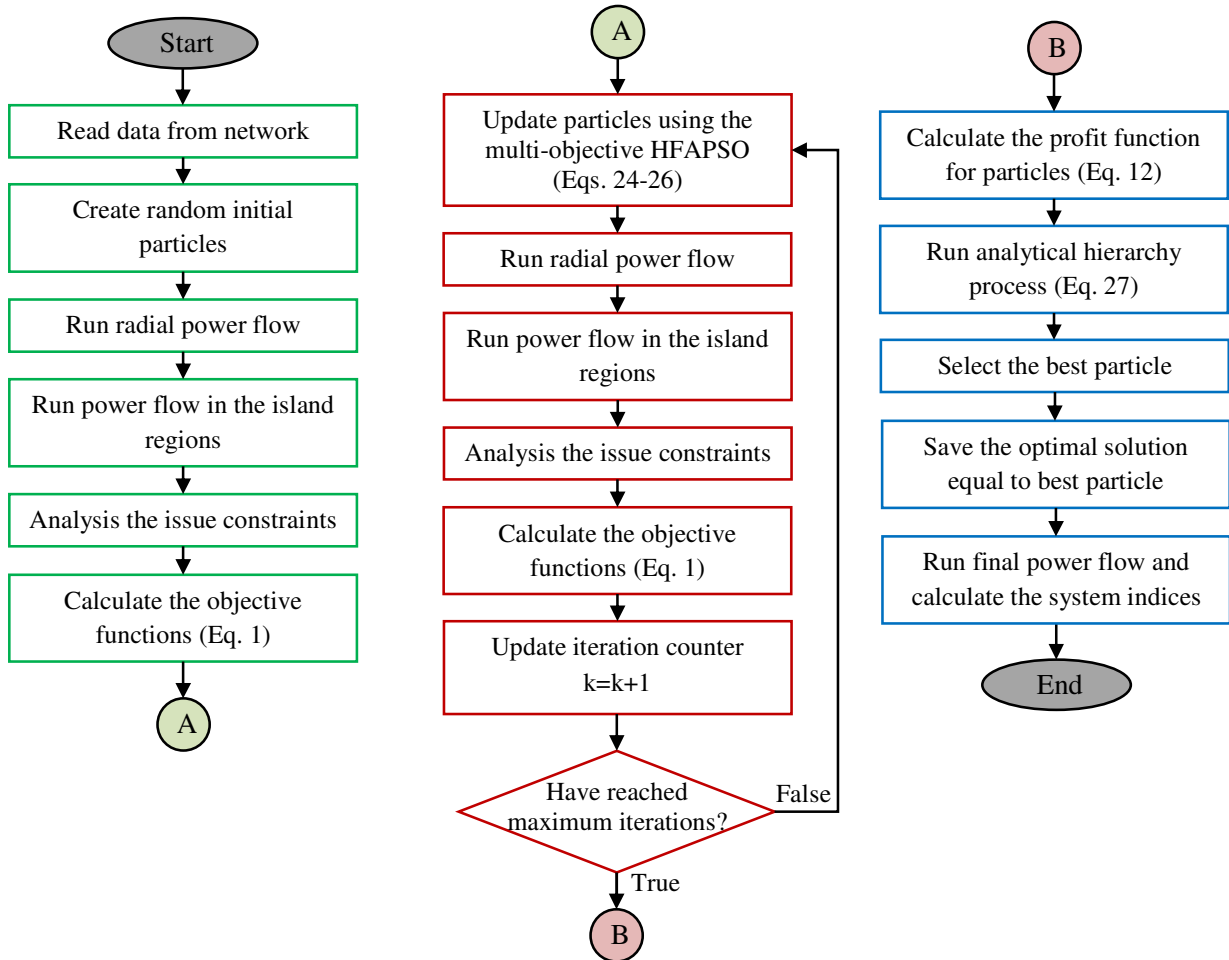 Start
Read data from network
Create random initial
particles
Run radial power flow
Run power flow in the island
regions
Analysis the issue constraints
Calculate the objective
functions (Eq. 1)
A
A
Update particles using the
multi-objective HFAPSO
(Eqs. 24-26)
Run radial power flow
Run power flow in the island
regions
Analysis the issue constraints
Calculate the objective
functions (Eq. 1)
Update iteration counter
k=k+1
Have reached
maximum iterations?
False
True
B
B
Calculate the profit function
for particles (Eq. 12)
Run analytical hierarchy
process (Eq. 27)
Select the best particle
Save the optimal solution
equal to best particle
Run final power flow and
calculate the system indices
End